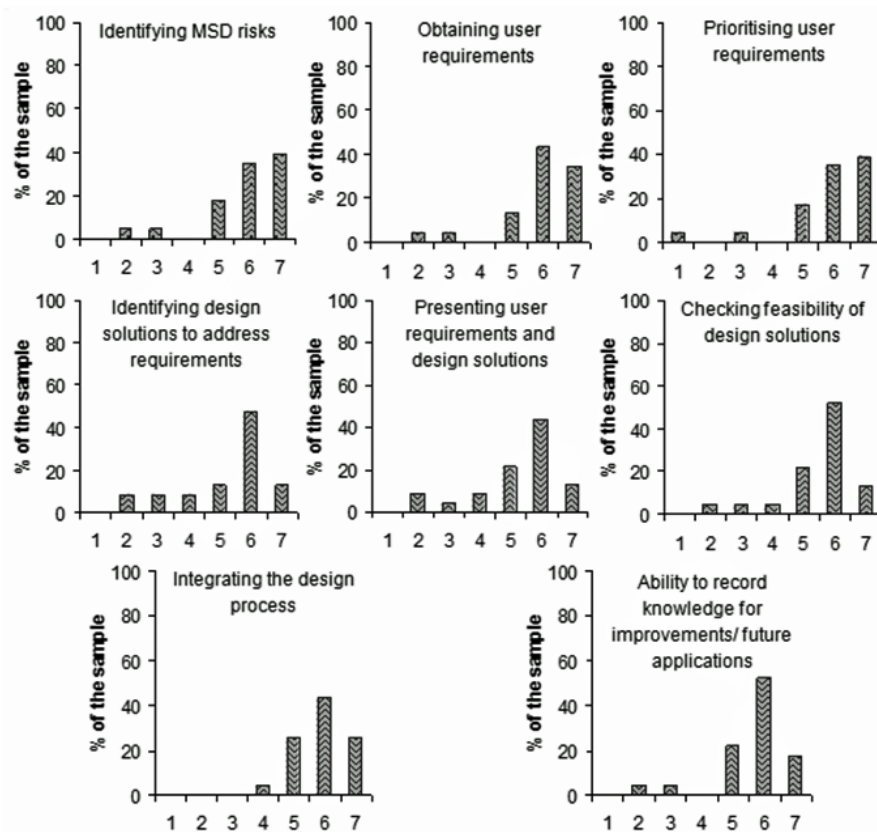 Identifying MSD risks
% of the sample
100
80
60
40
20
0
1 2 3 4 5 6 7
Obtaining user
requirements
% of the sample
100
80
60
40
20
0
1 2 3 4 5 6 7
Prioritising user
requirements
% of the sample
100
80
60
40
20
0
1 2 3 4 5 6 7
Identifying design
solutions to address
requirements
% of the sample
100
80
60
40
20
0
1 2 3 4 5 6 7
Presenting user
requirements and
design solutions
% of the sample
100
80
60
40
20
0
1 2 3 4 5 6 7
Checking feasibility of
design solutions
% of the sample
100
80
60
40
20
0
1 2 3 4 5 6 7
Integrating the design
process
% of the sample
100
80
60
40
20
0
1 2 3 4 5 6 7
Ability to record
knowledge for
improvements/ future
applications
% of the sample
100
80
60
40
20
0
1 2 3 4 5 6 7